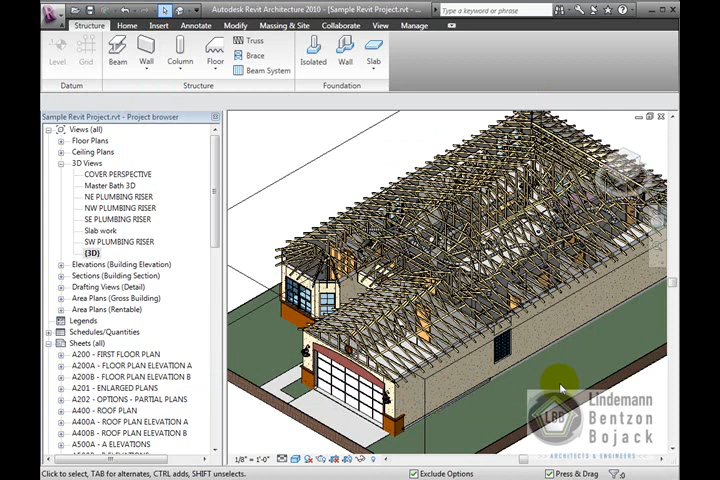 Autodesk Revit Architecture 2010 - [Sample Revit Project.rvt - ...
Type a keyword or phrase
Structure Home Insert Annotate Modify Massing & Site Collaborate View Manage
Level Grid Beam Wall Column Floor Truss Brace Beam System Isolated Wall Slab
Datum Structure Foundation
Sample Revit Project.rvt - Project browser
Views (all)
Floor Plans
Ceiling Plans
3D Views
COVER PERSPECTIVE
Master Bath 3D
NE PLUMBING RISER
NW PLUMBING RISER
SE PLUMBING RISER
Slab work
SW PLUMBING RISER
{3D}
Elevations (Building Elevation)
Sections (Building Section)
Drafting Views (Detail)
Area Plans (Gross Building)
Area Plans (Rentable)
Legends
Schedules/Quantities
Sheets (all)
A200 - FIRST FLOOR PLAN
A200A - FLOOR PLAN ELEVATION A
A200B - FLOOR PLAN ELEVATION B
A201 - ENLARGED PLANS
A202 - OPTIONS - PARTIAL PLANS
A400 - ROOF PLAN
A400A - ROOF PLAN ELEVATION A
A400B - ROOF PLAN ELEVATION B
A500A - A ELEVATIONS
LBB
Lindemann
Bentzon
Bojack
ARCHITECTS & ENGINEERS
1/8" = 1'-0"
Click to select, TAB for alternates, CTRL adds, SHIFT unselects.
Exclude Options
Press & Drag
:0